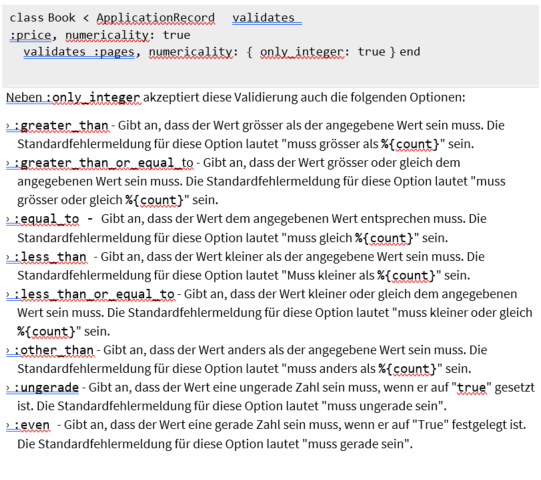 class Book < ApplicationRecord   validates
:price, numericality: true
  validates :pages, numericality: { only_integer: true } end
Neben :only_integer akzeptiert diese Validierung auch die folgenden Optionen:
› :greater_than - Gibt an, dass der Wert grösser als der angegebene Wert sein muss. Die
Standardfehlermeldung für diese Option lautet "muss grösser als %{count}" sein.
› :greater_than_or_equal_to - Gibt an, dass der Wert grösser oder gleich dem
angegebenen Wert sein muss. Die Standardfehlermeldung für diese Option lautet "muss
grösser oder gleich %{count}" sein.
› :equal_to - Gibt an, dass der Wert dem angegebenen Wert entsprechen muss. Die
Standardfehlermeldung für diese Option lautet "muss gleich %{count}" sein.
› :less_than - Gibt an, dass der Wert kleiner als der angegebene Wert sein muss. Die
Standardfehlermeldung für diese Option lautet "Muss kleiner als %{count}" sein.
› :less_than_or_equal_to - Gibt an, dass der Wert kleiner oder gleich dem angegebenen
Wert sein muss. Die Standardfehlermeldung für diese Option lautet "muss kleiner oder gleich
%{count}" sein.
› :other_than - Gibt an, dass der Wert anders als der angegebene Wert sein muss. Die
Standardfehlermeldung für diese Option lautet "muss anders als %{count}" sein.
› :ungerade - Gibt an, dass der Wert eine ungerade Zahl sein muss, wenn er auf "true" gesetzt
ist. Die Standardfehlermeldung für diese Option lautet "muss ungerade sein".
› :even - Gibt an, dass der Wert eine gerade Zahl sein muss, wenn er auf "True" festgelegt ist.
Die Standardfehlermeldung für diese Option lautet "muss gerade sein".